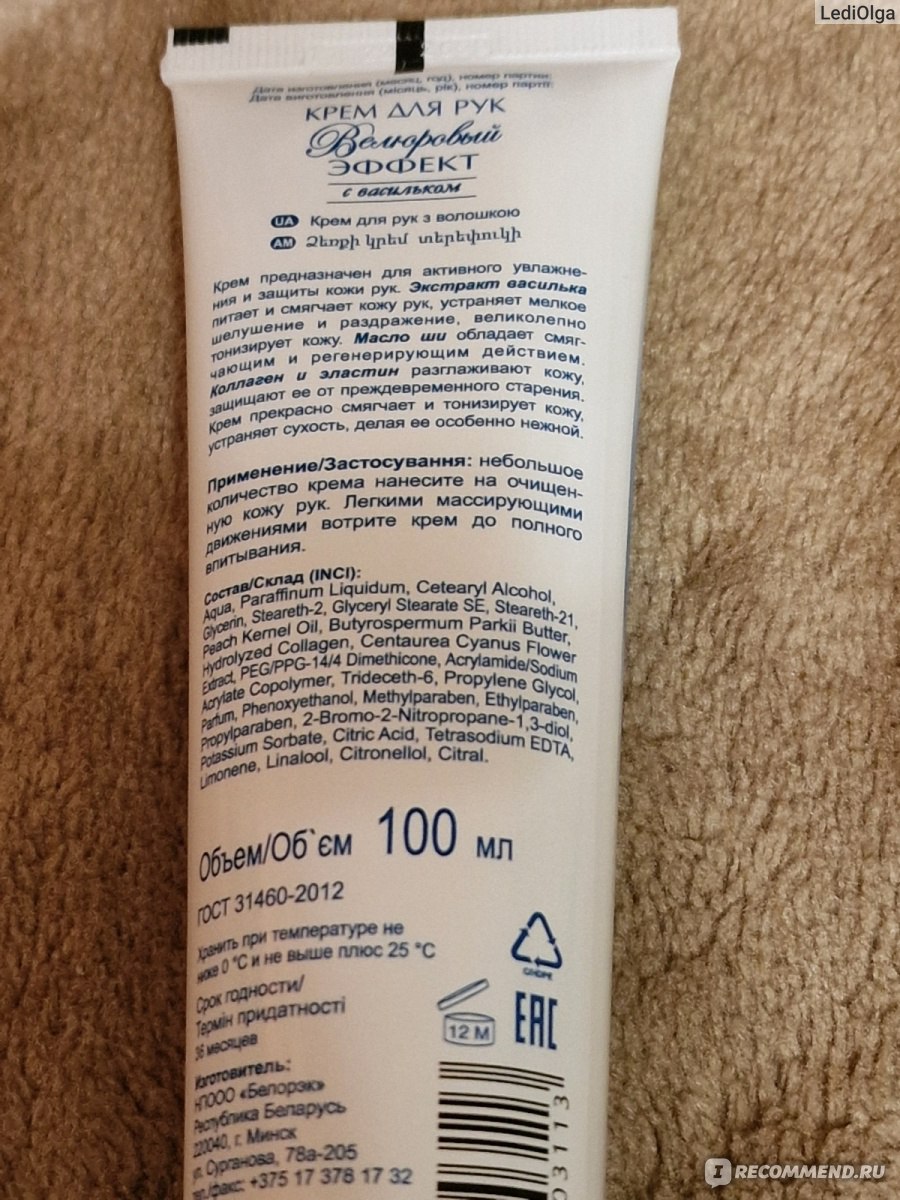 LediOlga
Дата изготовления (месяц, год), номер партии:
Дата виготовлення (місяць, рік), номер партії:
КРЕМ ДЛЯ РУК
Велюровый
ЭФФЕКТ
с васильком
UA Крем для рук з волошкою
AM Ձեռքի կրեմ տերեփուկի
Крем предназначен для активного увлажне-
ния и защиты кожи рук. Экстракт василька
питает и смягчает кожу рук, устраняет мелкое
шелушение и раздражение, великолепно
тонизирует кожу. Масло ши обладает смяг-
чающим и регенерирующим действием.
Коллаген и эластин разглаживают кожу,
защищают ее от преждевременного старения.
Крем прекрасно смягчает и тонизирует кожу,
устраняет сухость, делая ее особенно нежной.
Применение/Застосування: небольшое
количество крема нанесите на очищен-
ную кожу рук. Легкими массирующими
движениями вотрите крем до полного
впитывания.
Состав/Склад (INCI):
Aqua, Paraffinum Liquidum, Cetearyl Alcohol,
Glycerin, Steareth-2, Glyceryl Stearate SE, Steareth-21,
Peach Kernel Oil, Butyrospermum Parkii Butter,
Hydrolyzed Collagen, Centaurea Cyanus Flower
Extract, PEG/PPG-14/4 Dimethicone, Acrylamide/Sodium
Acrylate Copolymer, Trideceth-6, Propylene Glycol,
Parfum, Phenoxyethanol, Methylparaben, Ethylparaben,
Propylparaben, 2-Bromo-2-Nitropropane-1,3-diol,
Potassium Sorbate, Citric Acid, Tetrasodium EDTA,
Limonene, Linalool, Citronellol, Citral.
Объем/Об`єм 100 мл
ГОСТ 31460-2012
Хранить при температуре не
ниже 0 °C и не выше плюс 25 °C
Срок годности/
Термін придатності
36 месяцев
12 M
EAC
Изготовитель:
НПООО «Белорэк»
Республика Беларусь
220040, г. Минск
ул. Сурганова, 78а-205
тел./факс: +375 17 378 17 32
03113
IRECOMMEND.RU